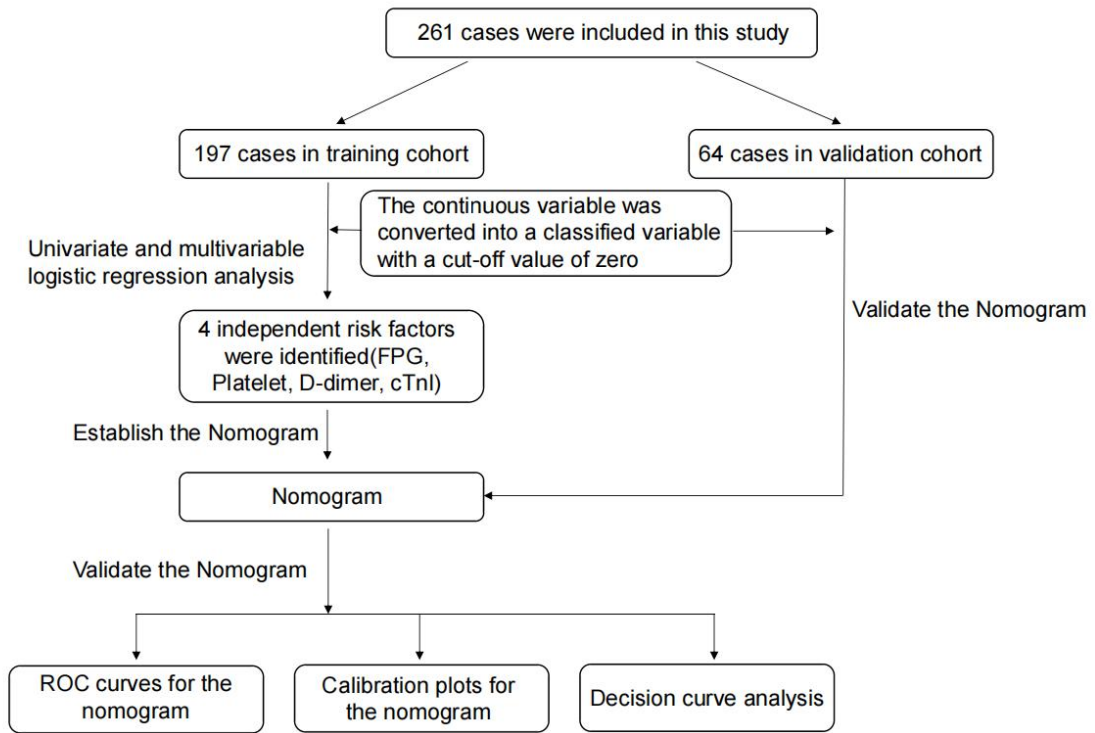 261 cases were included in this study
197 cases in training cohort
64 cases in validation cohort
The continuous variable was
converted into a classified variable
with a cut-off value of zero
Univariate and multivariable
logistic regression analysis
Validate the Nomogram
4 independent risk factors
were identified(FPG,
Platelet, D-dimer, cTnI)
Establish the Nomogram
Nomogram
Validate the Nomogram
ROC curves for the
nomogram
Calibration plots for
the nomogram
Decision curve analysis